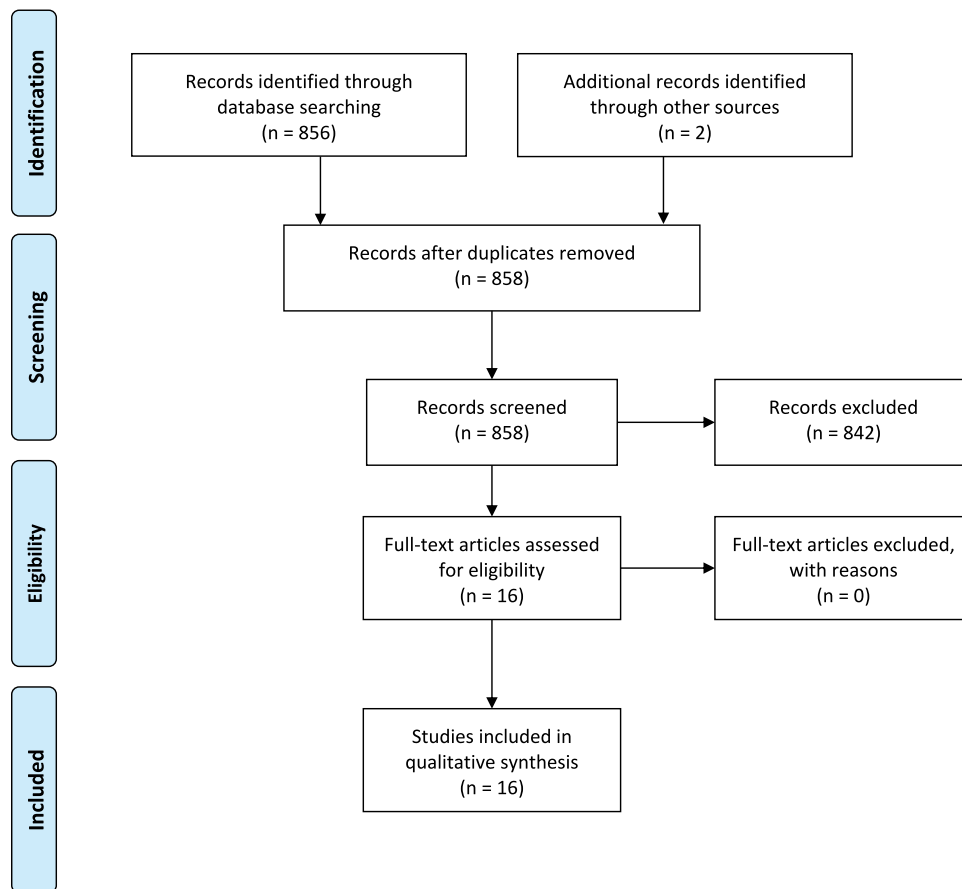 Identification
Records identified through
database searching
(n = 856)
Additional records identified
through other sources
(n = 2)
Screening
Records after duplicates removed
(n = 858)
Records screened
(n = 858)
Records excluded
(n = 842)
Eligibility
Full-text articles assessed
for eligibility
(n = 16)
Full-text articles excluded,
with reasons
(n = 0)
Included
Studies included in
qualitative synthesis
(n = 16)